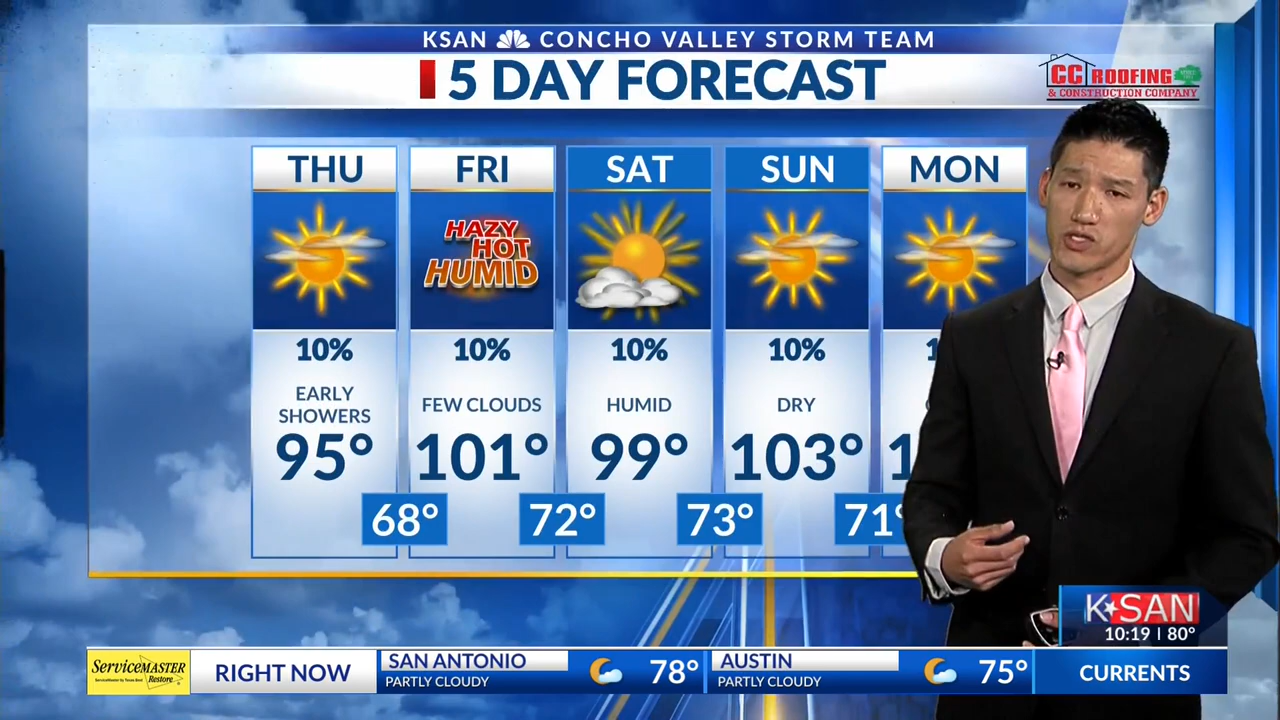 KSAN CONCHO VALLEY STORM TEAM
5 DAY FORECAST
CC ROOFING
& CONSTRUCTION COMPANY
THU FRI SAT SUN MON
HAZY
HOT
HUMID
10% 10% 10% 10%
EARLY
SHOWERS FEW CLOUDS HUMID DRY
95° 101° 99° 103°
68° 72° 73° 71°
K SAN
10:19 | 80°
ServiceMASTER
Restore
RIGHT NOW
SAN ANTONIO
PARTLY CLOUDY
78°
AUSTIN
PARTLY CLOUDY
75°
CURRENTS